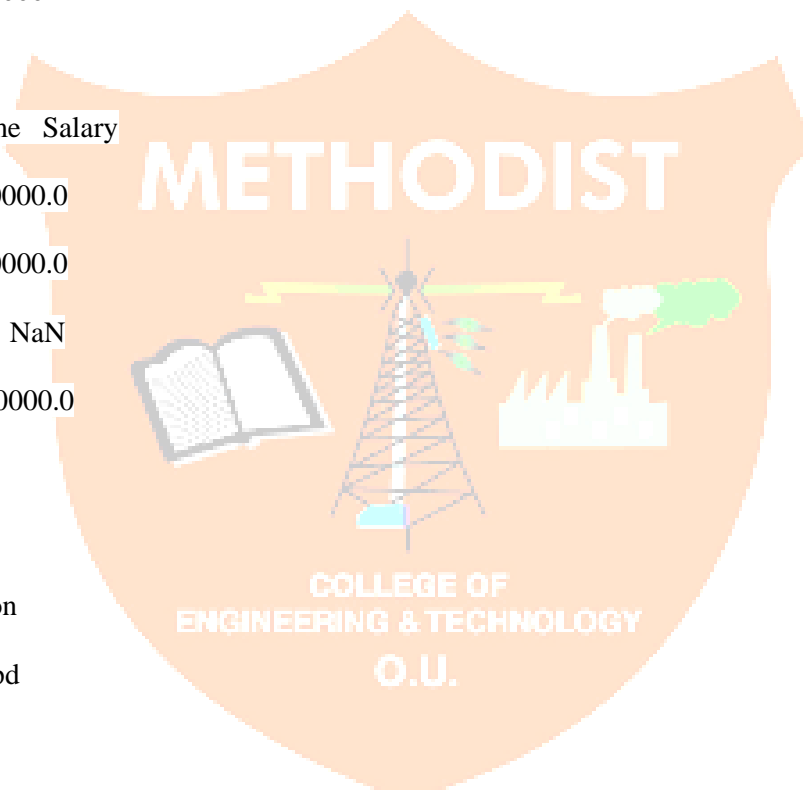 ne Salary
METHODIST
0000.0
0000.0
NaN
0000.0
COLLEGE OF
on
ENGINEERING & TECHNOLOGY
O.U.
od